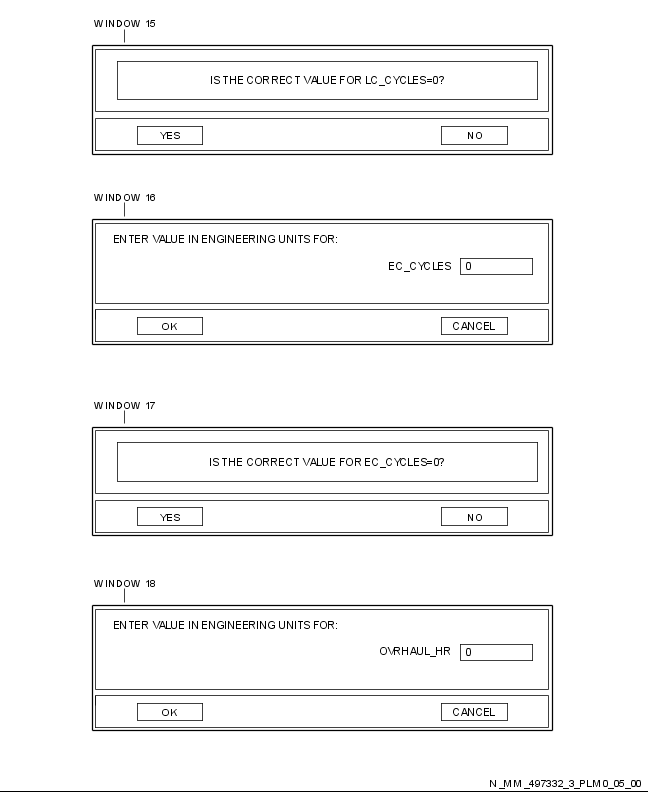 WINDOW 15
IS THE CORRECT VALUE FOR LC_CYCLES=0?
YES NO
WINDOW 16
ENTER VALUE IN ENGINEERING UNITS FOR:
EC_CYCLES 0
OK CANCEL
WINDOW 17
IS THE CORRECT VALUE FOR EC_CYCLES=0?
YES NO
WINDOW 18
ENTER VALUE IN ENGINEERING UNITS FOR:
OVRHAUL_HR 0
OK CANCEL
N_MM_497332_3_PLM0_05_00